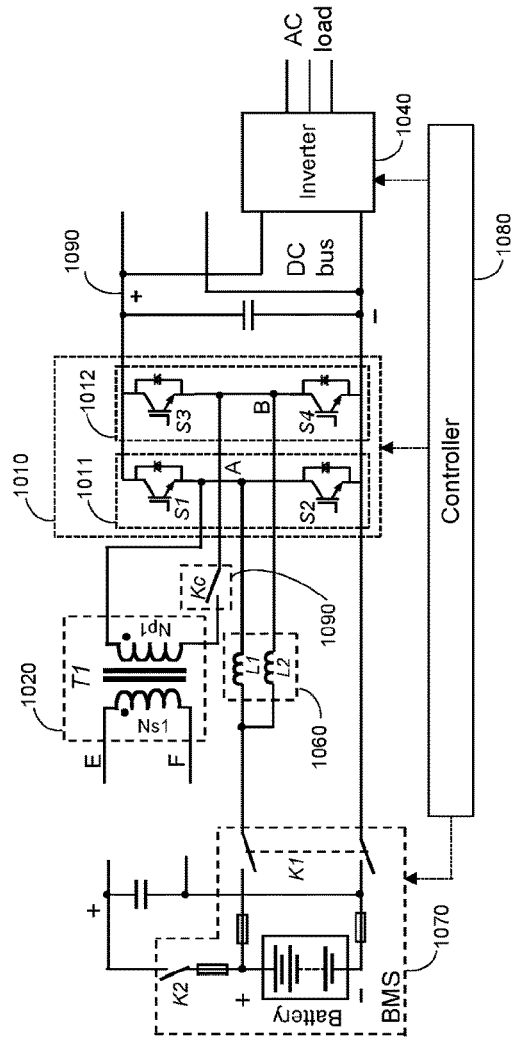 1010
1011
1012
1090
+
1020
T1
Np1
Ns1
E
F
Kc
1090
S1
S3
A
B
S2
S4
DC
bus
–
Inverter
AC
load
1040
L1
L2
1060
+
K2
K1
+
–
Battery
BMS
1070
Controller
1080